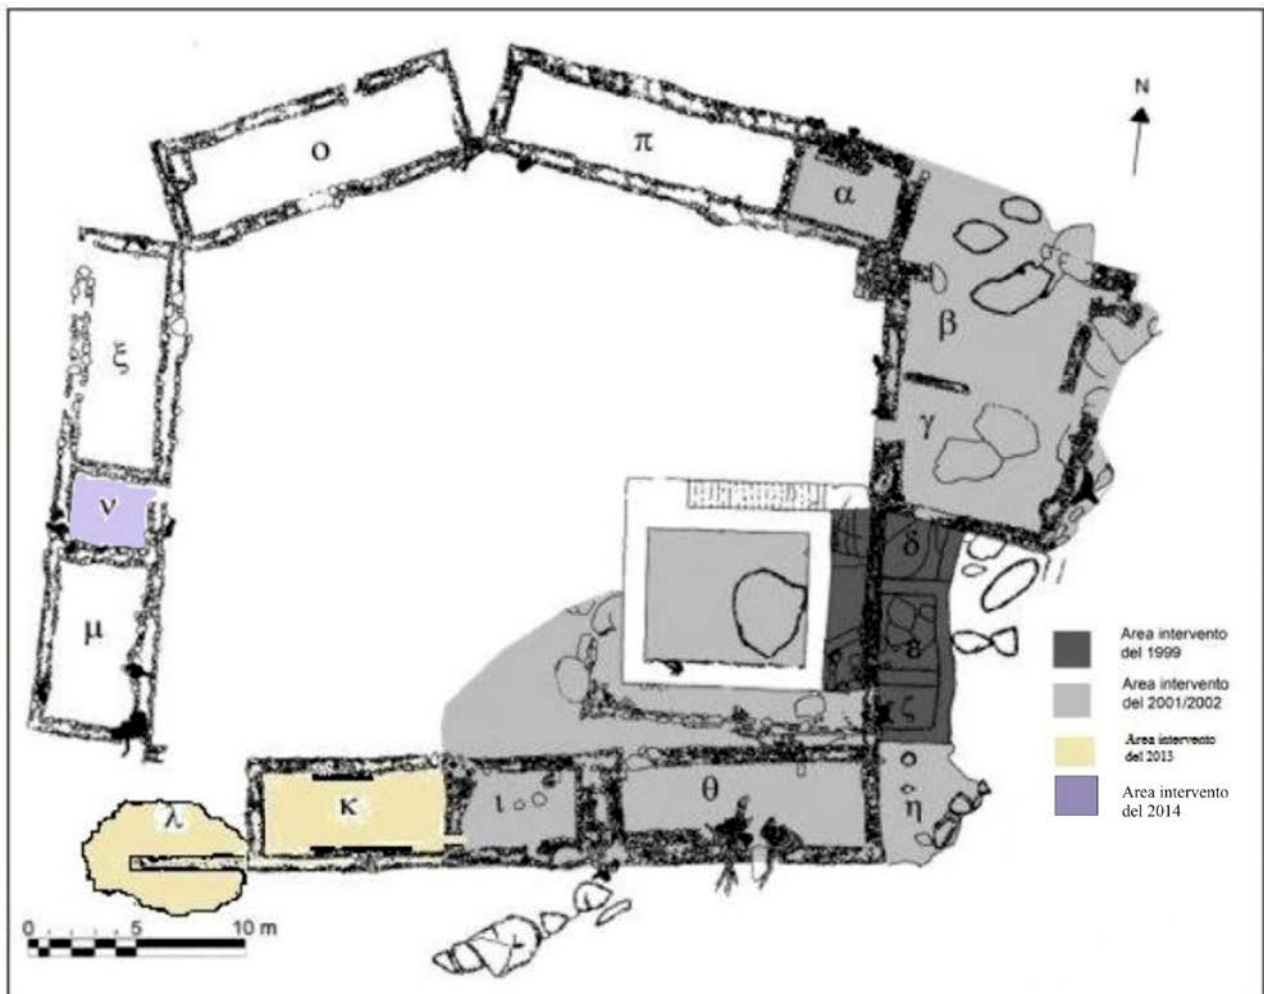 N
ο
π
α
ξ
β
γ
ν
δ
μ
ε
ζ
κ
ι
θ
η
λ
Area intervento
del 1999
Area intervento
del 2001/2002
Area intervento
del 2013
Area intervento
del 2014
0 5 10 m